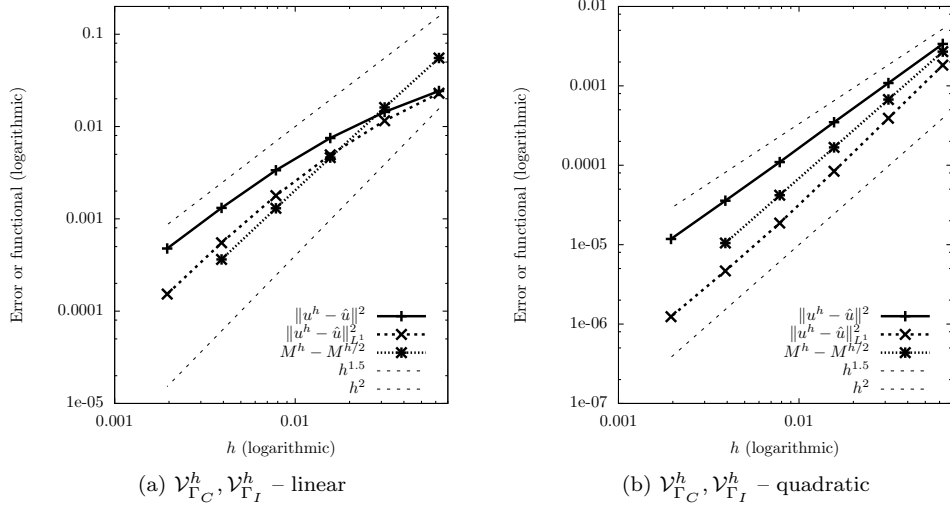 0.1
0.01
0.001
0.0001
1e-05
0.001
0.01
Error or functional (logarithmic)
h (logarithmic)
‖u^h − û‖²
‖u^h − û‖²_{L¹}
M^h − M^{h/2}
h^{1.5}
h²
(a) 𝒱^h_{Γ_C}, 𝒱^h_{Γ_I} – linear
0.01
0.001
0.0001
1e-05
1e-06
1e-07
0.001
0.01
Error or functional (logarithmic)
h (logarithmic)
‖u^h − û‖²
‖u^h − û‖²_{L¹}
M^h − M^{h/2}
h^{1.5}
h²
(b) 𝒱^h_{Γ_C}, 𝒱^h_{Γ_I} – quadratic